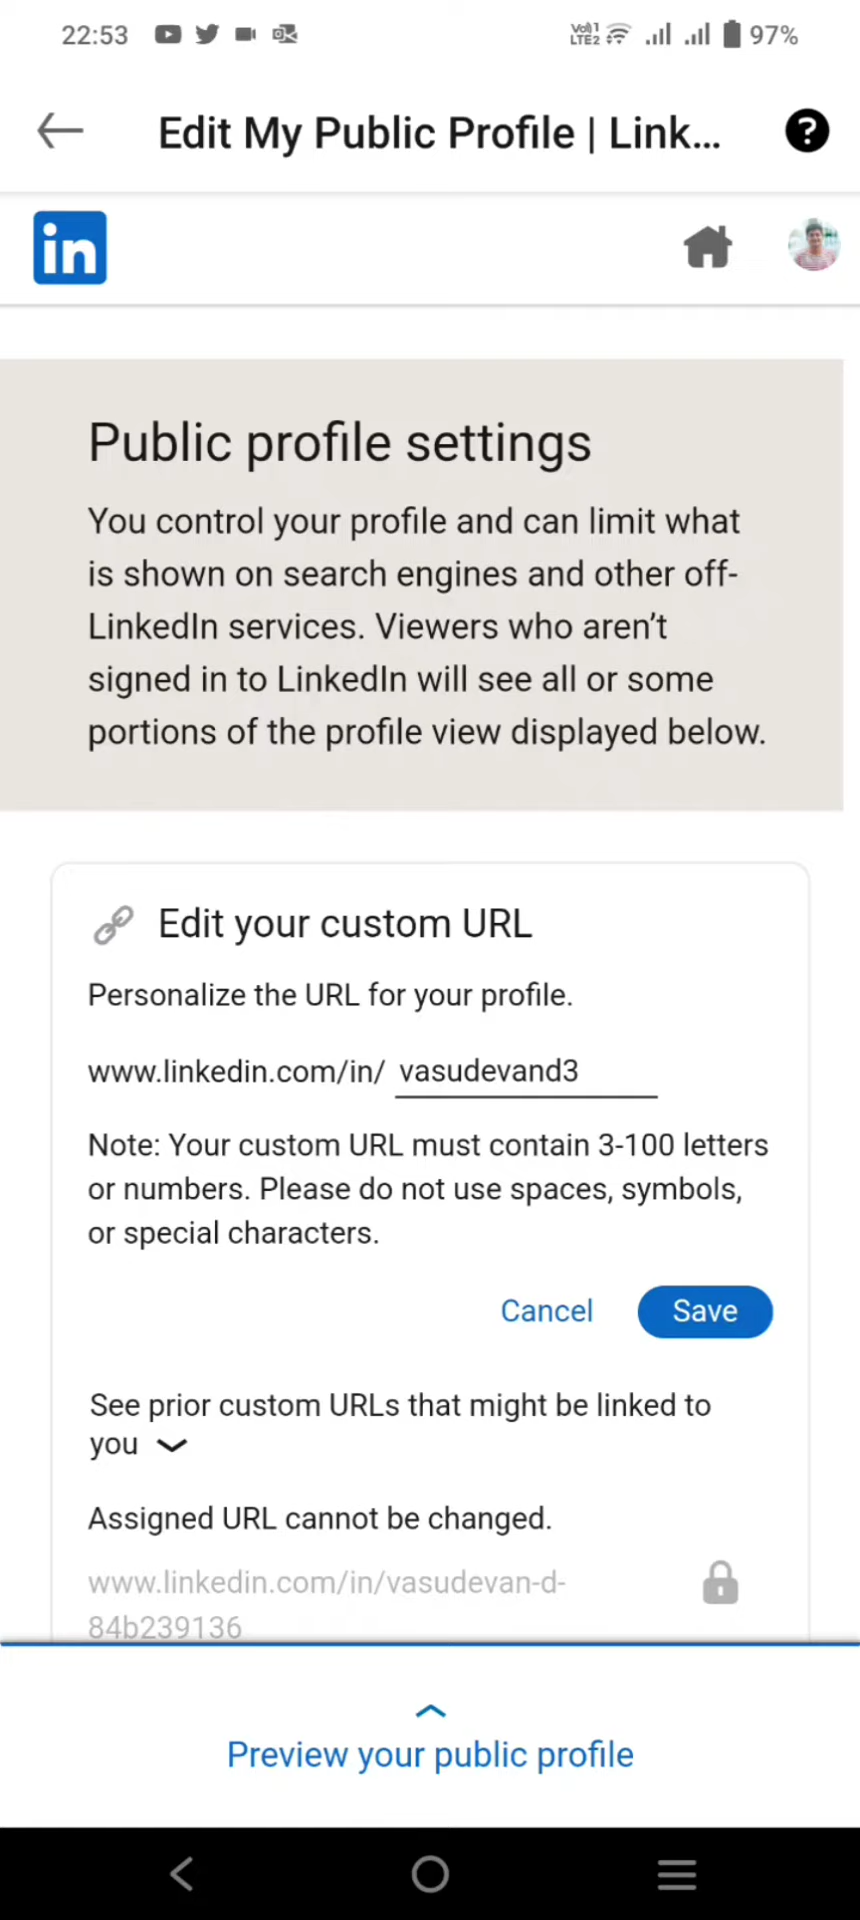 22:53
Vo)) 1
LTE2
97%
Edit My Public Profile | Link...
?
in
Public profile settings
You control your profile and can limit what
is shown on search engines and other off-
LinkedIn services. Viewers who aren’t
signed in to LinkedIn will see all or some
portions of the profile view displayed below.
Edit your custom URL
Personalize the URL for your profile.
www.linkedin.com/in/ vasudevand3
Note: Your custom URL must contain 3-100 letters
or numbers. Please do not use spaces, symbols,
or special characters.
Cancel Save
See prior custom URLs that might be linked to
you
Assigned URL cannot be changed.
www.linkedin.com/in/vasudevan-d-
84b239136
Preview your public profile